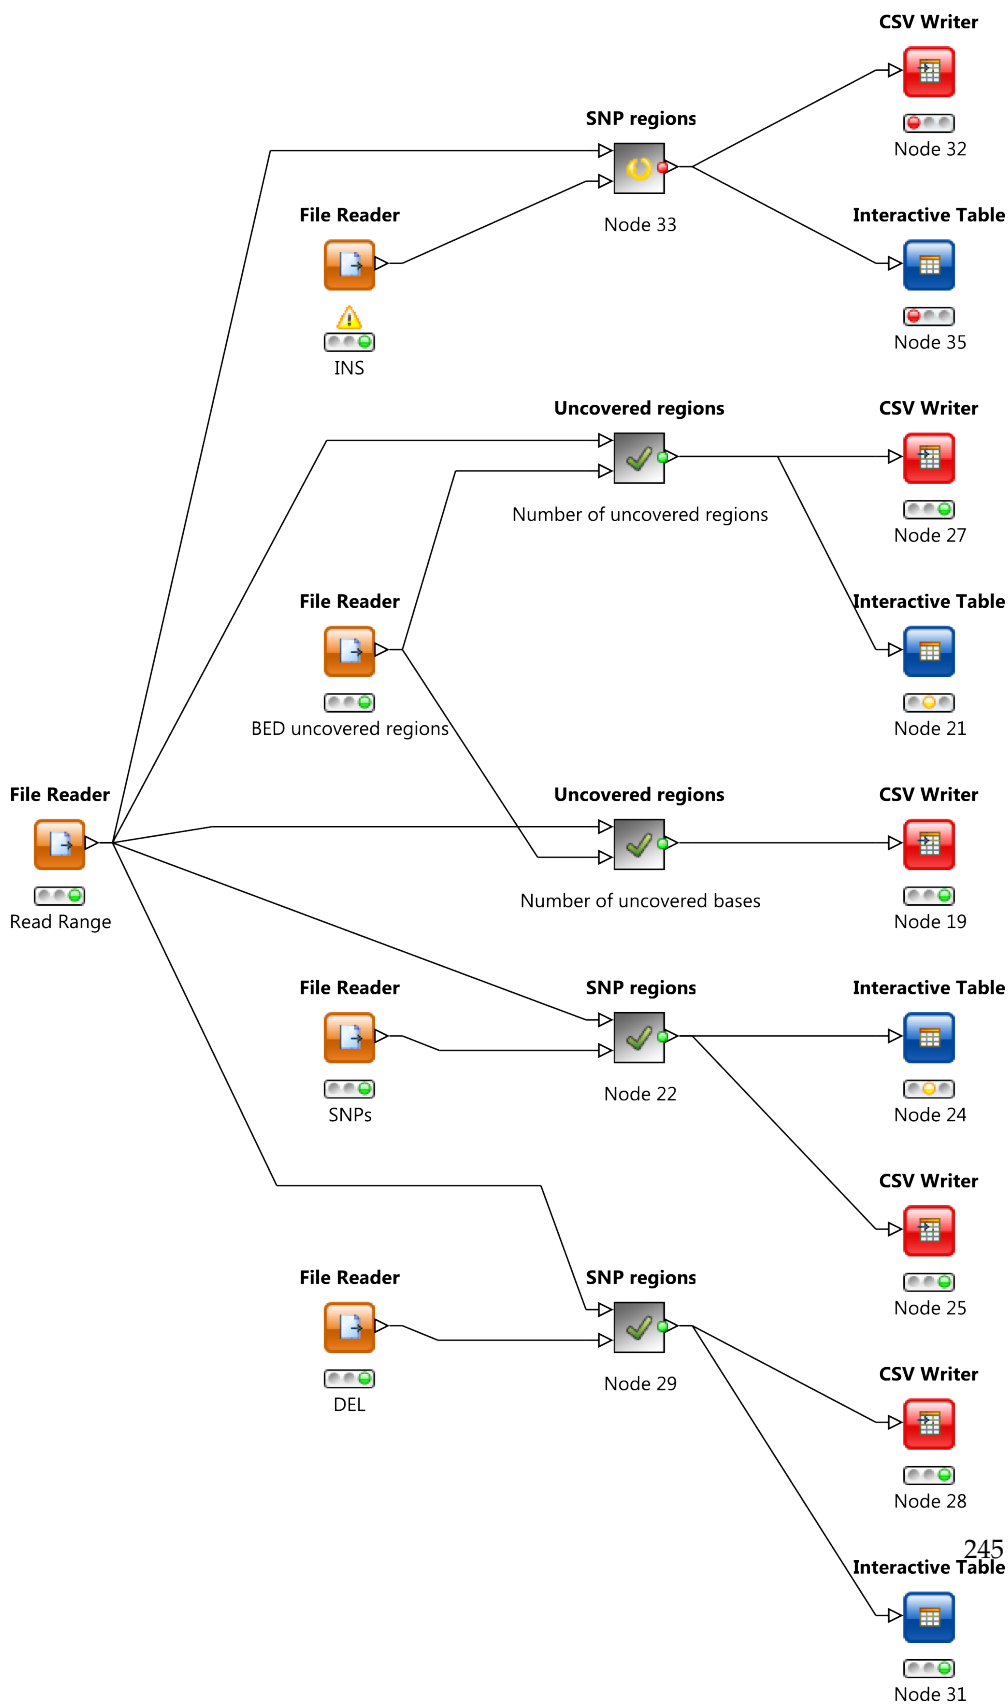 CSV Writer
Node 32
SNP regions
Node 33
File Reader
INS
Interactive Table
Node 35
Uncovered regions
Number of uncovered regions
CSV Writer
Node 27
File Reader
BED uncovered regions
Interactive Table
Node 21
File Reader
Read Range
Uncovered regions
Number of uncovered bases
CSV Writer
Node 19
File Reader
SNPs
SNP regions
Node 22
Interactive Table
Node 24
CSV Writer
Node 25
File Reader
DEL
SNP regions
Node 29
CSV Writer
Node 28
245
Interactive Table
Node 31